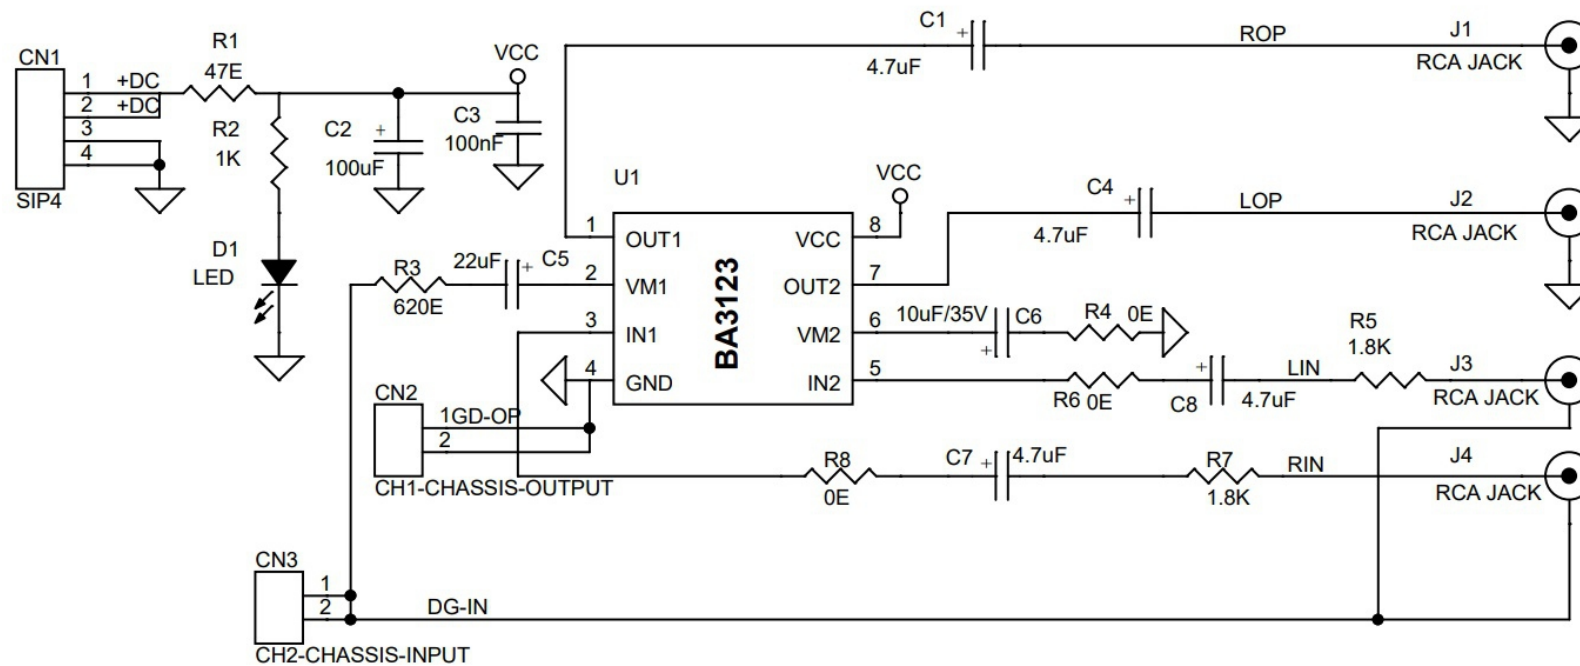 CN1
1 +DC
2 +DC
3
4
SIP4
R1
47E
R2
1K
D1
LED
C2
+
100uF
C3
100nF
VCC
C1
+
4.7uF
ROP
J1
RCA JACK
U1
BA3123
1 OUT1
2 VM1
3 IN1
4 GND
VCC 8
OUT2 7
VM2 6
IN2 5
VCC
C4
+
4.7uF
LOP
J2
RCA JACK
R3
620E
22uF
+
C5
10uF/35V
+
C6
R4 0E
R6 0E
+
C8
4.7uF
LIN
R5
1.8K
J3
RCA JACK
CN2
1 GD-OP
2
CH1-CHASSIS-OUTPUT
R8
0E
C7
+
4.7uF
R7
1.8K
RIN
J4
RCA JACK
CN3
1
2
DG-IN
CH2-CHASSIS-INPUT